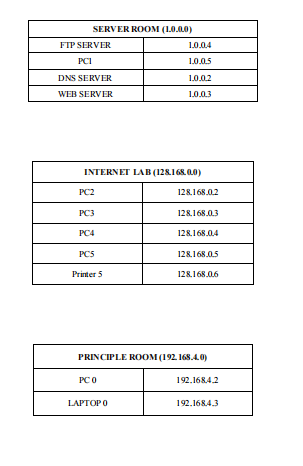 SERVER ROOM (1.0.0.0)
FTP SERVER 1.0.0.4
PCI 1.0.0.5
DNS SERVER 1.0.0.2
WEB SERVER 1.0.0.3
INTERNET LAB (128.168.0.0)
PC2 128.168.0.2
PC3 128.168.0.3
PC4 128.168.0.4
PC5 128.168.0.5
Printer 5 128.168.0.6
PRINCIPLE ROOM (192.168.4.0)
PC 0 192.168.4.2
LAPTOP 0 192.168.4.3